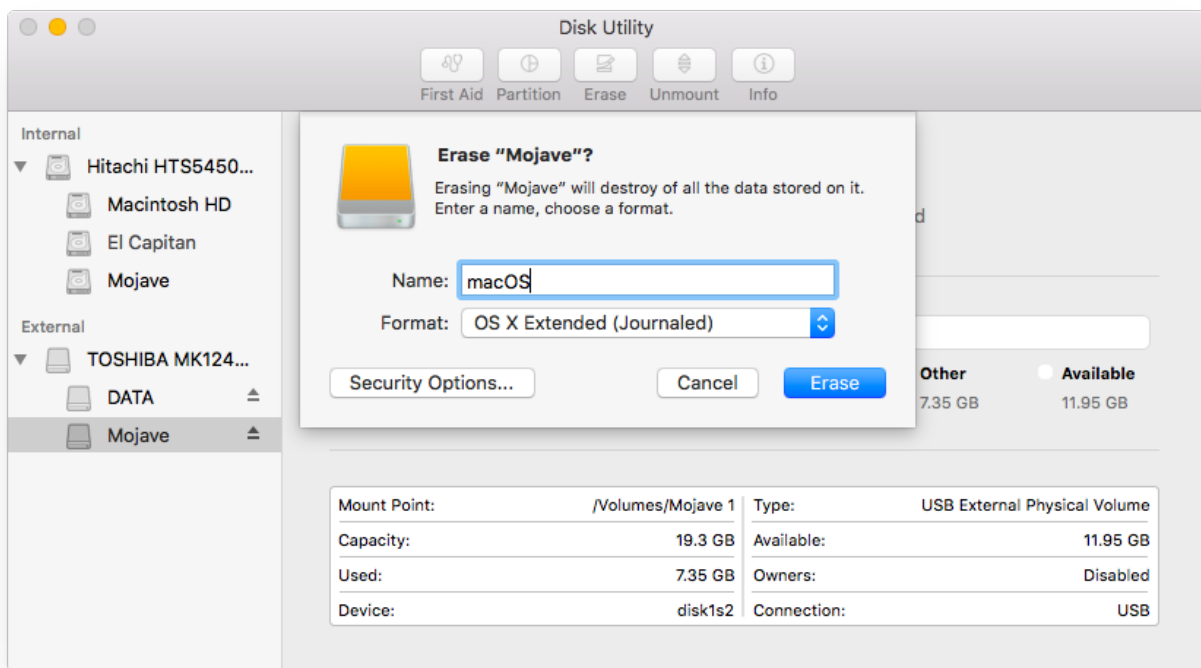 Disk Utility
First Aid
Partition
Erase
Unmount
Info
Internal
Hitachi HTS5450...
Macintosh HD
El Capitan
Mojave
External
TOSHIBA MK124...
DATA
Mojave
Erase “Mojave”?
Erasing “Mojave” will destroy of all the data stored on it.
Enter a name, choose a format.
Name: macOS
Format: OS X Extended (Journaled)
Security Options...
Cancel
Erase
d
Other
7.35 GB
Available
11.95 GB
Mount Point: /Volumes/Mojave 1
Type: USB External Physical Volume
Capacity: 19.3 GB
Available: 11.95 GB
Used: 7.35 GB
Owners: Disabled
Device: disk1s2
Connection: USB